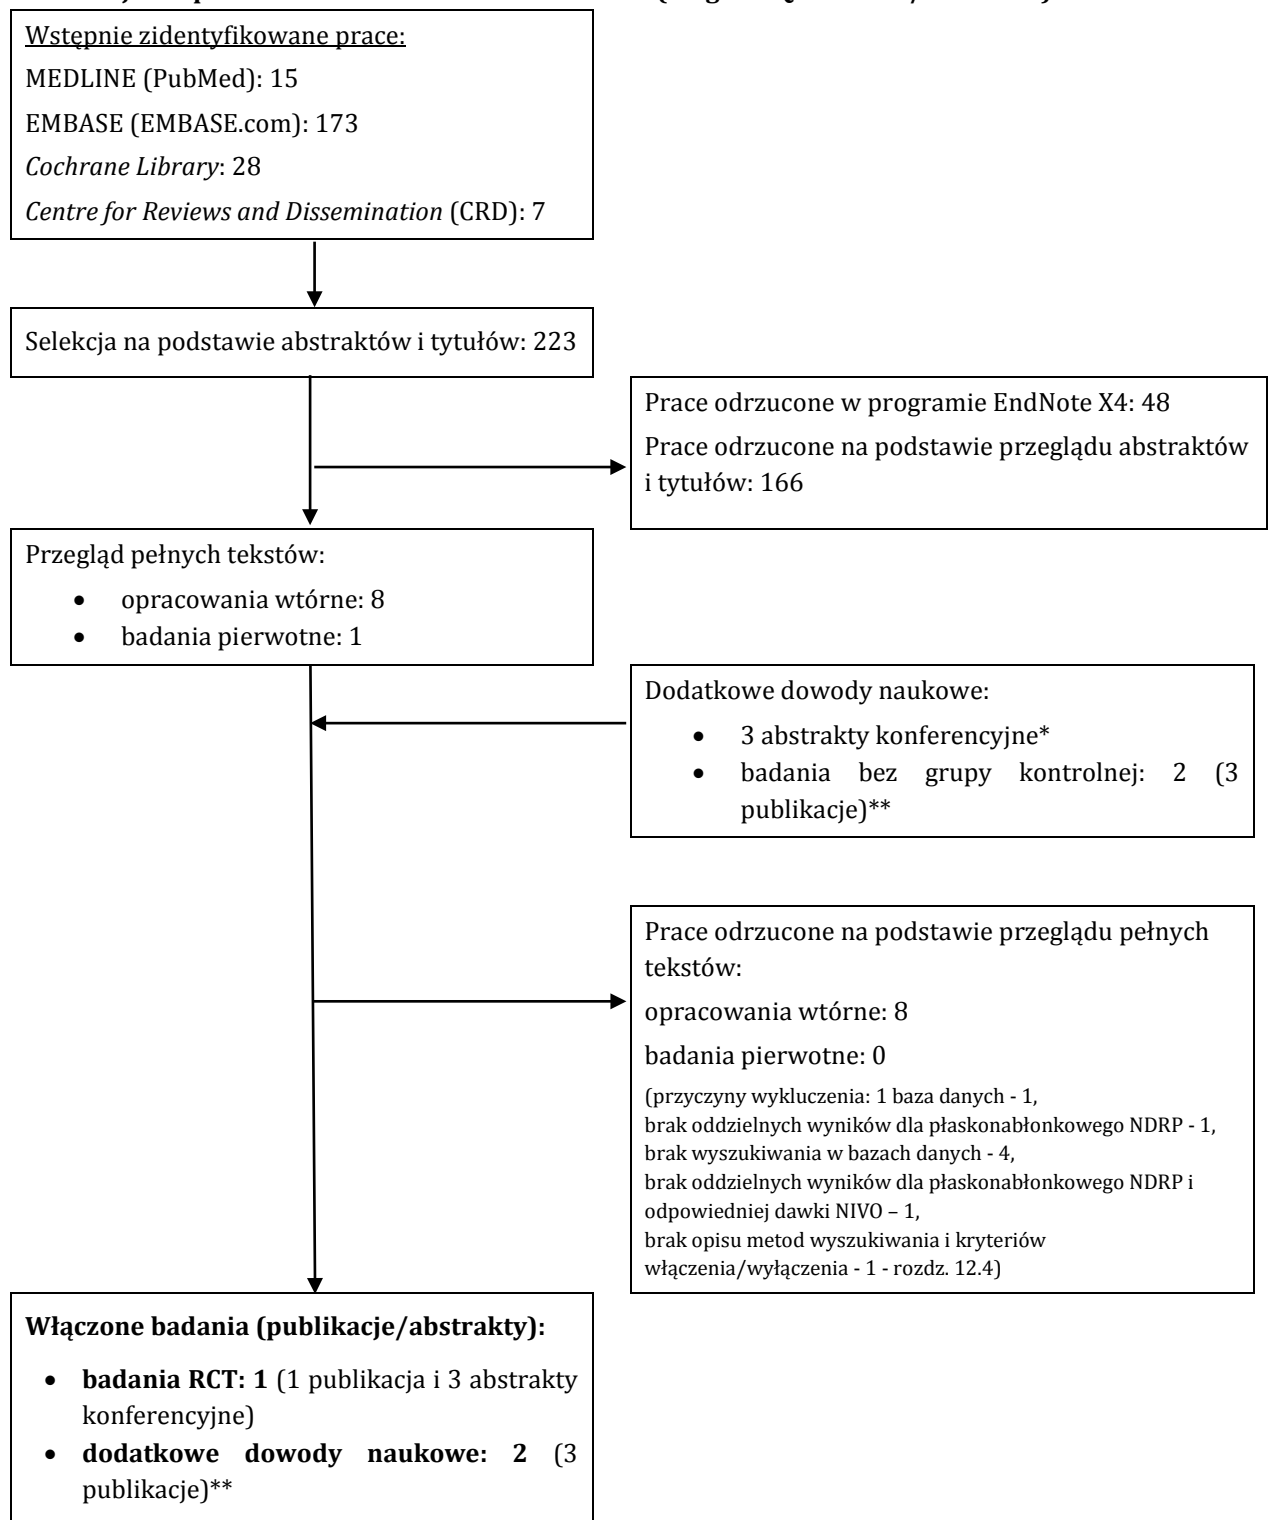 Wstępnie zidentyfikowane prace:
MEDLINE (PubMed): 15
EMBASE (EMBASE.com): 173
Cochrane Library: 28
Centre for Reviews and Dissemination (CRD): 7
Selekcja na podstawie abstraktów i tytułów: 223
Prace odrzucone w programie EndNote X4: 48
Prace odrzucone na podstawie przeglądu abstraktów
i tytułów: 166
Przegląd pełnych tekstów:
• opracowania wtórne: 8
• badania pierwotne: 1
Dodatkowe dowody naukowe:
• 3 abstrakty konferencyjne*
• badania bez grupy kontrolnej: 2 (3
publikacje)**
Prace odrzucone na podstawie przeglądu pełnych
tekstów:
opracowania wtórne: 8
badania pierwotne: 0
(przyczyny wykluczenia: 1 baza danych - 1,
brak oddzielnych wyników dla płaskonabłonkowego NDRP - 1,
brak wyszukiwania w bazach danych - 4,
brak oddzielnych wyników dla płaskonabłonkowego NDRP i
odpowiedniej dawki NIVO – 1,
brak opisu metod wyszukiwania i kryteriów
włączenia/wyłączenia - 1 - rozdz. 12.4)
Włączone badania (publikacje/abstrakty):
• badania RCT: 1 (1 publikacja i 3 abstrakty
konferencyjne)
• dodatkowe dowody naukowe: 2 (3
publikacje)**